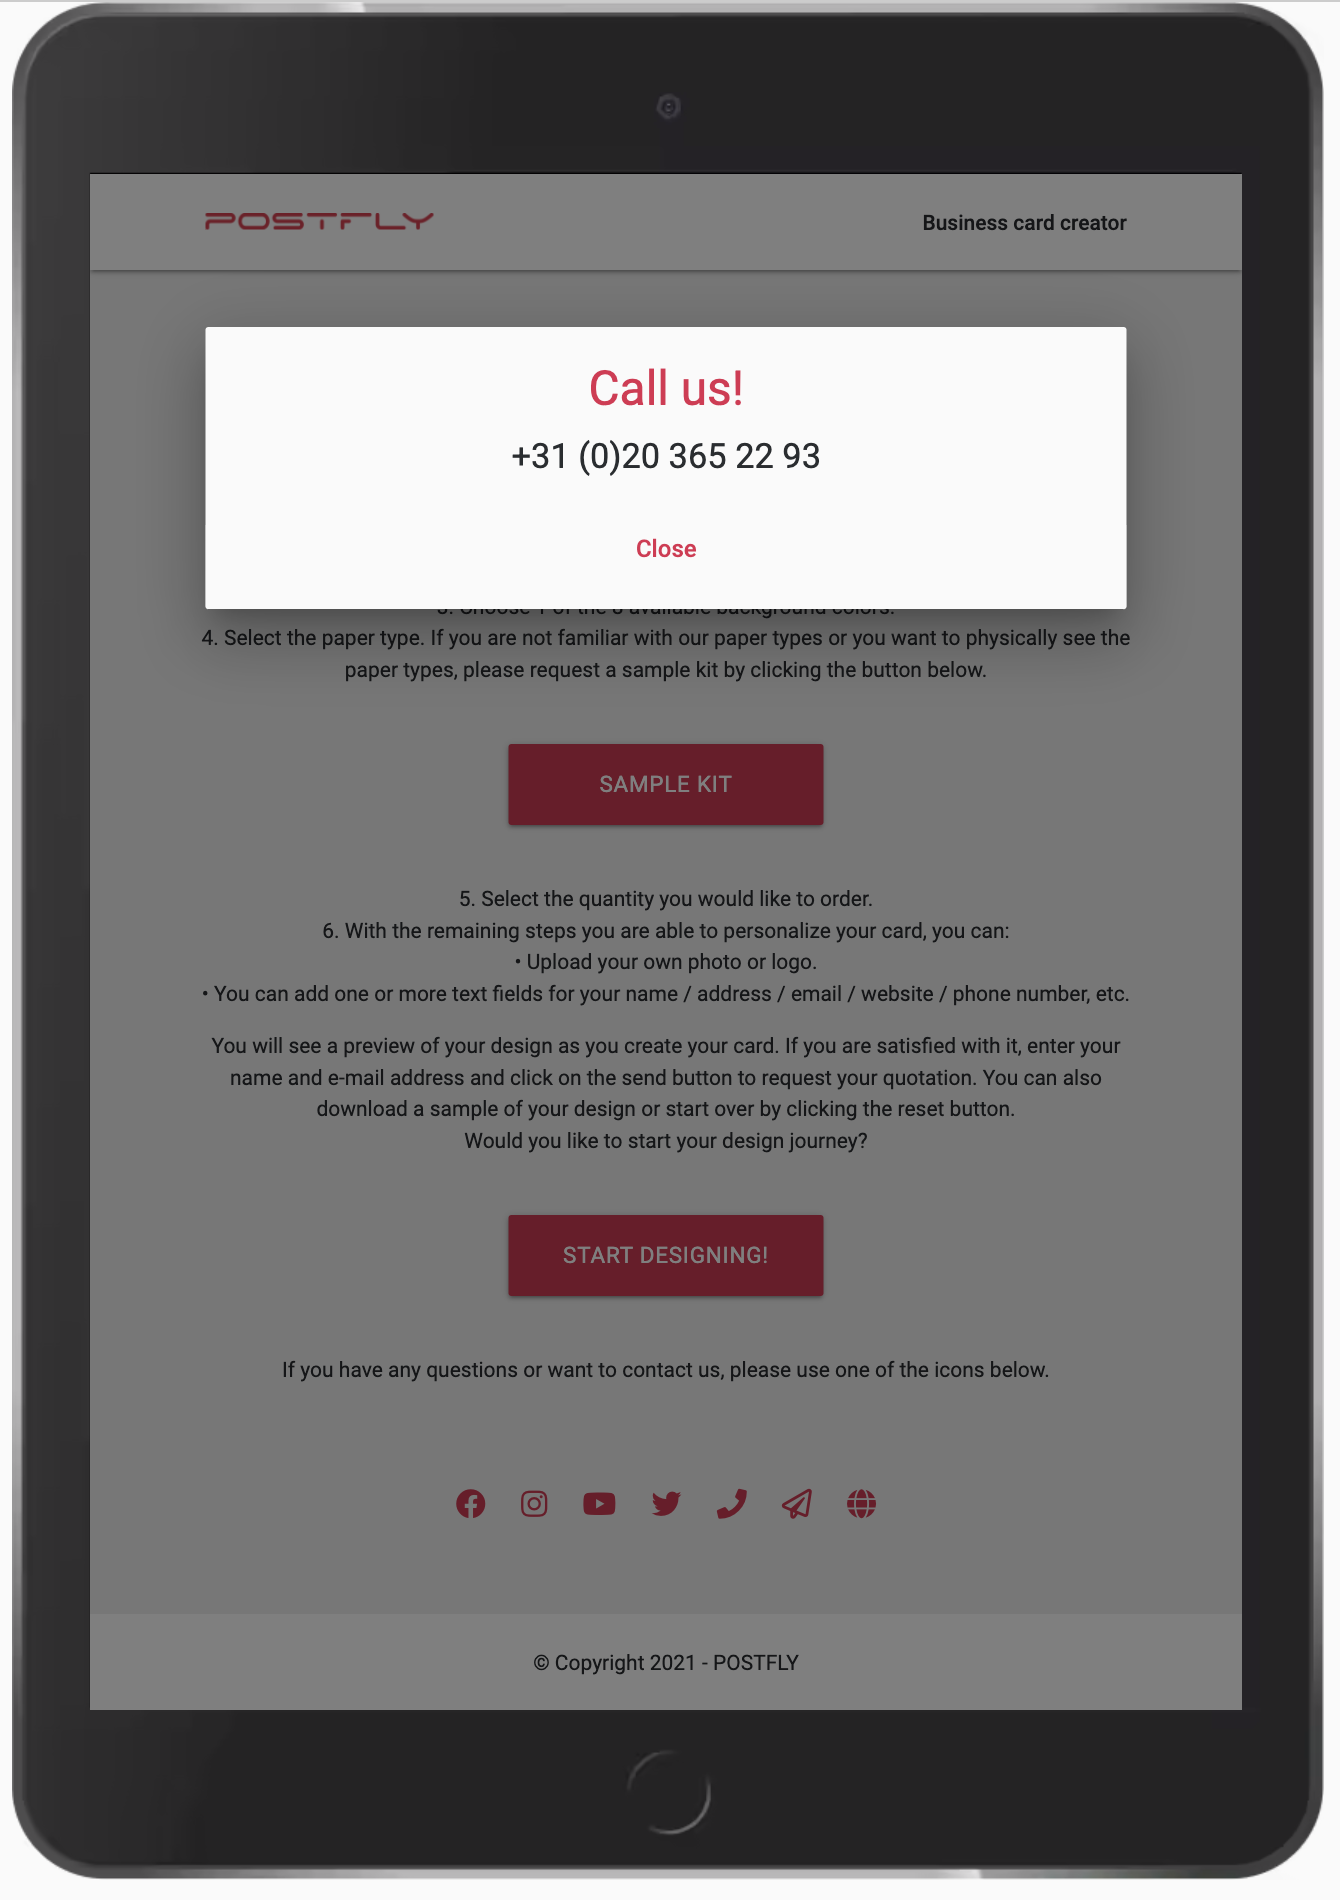 POSTFLY
Business card creator
Call us!
+31 (0)20 365 22 93
Close
3. Choose 1 of the 8 available background colors.
4. Select the paper type. If you are not familiar with our paper types or you want to physically see the
paper types, please request a sample kit by clicking the button below.
SAMPLE KIT
5. Select the quantity you would like to order.
6. With the remaining steps you are able to personalize your card, you can:
• Upload your own photo or logo.
• You can add one or more text fields for your name / address / email / website / phone number, etc.
You will see a preview of your design as you create your card. If you are satisfied with it, enter your
name and e-mail address and click on the send button to request your quotation. You can also
download a sample of your design or start over by clicking the reset button.
Would you like to start your design journey?
START DESIGNING!
If you have any questions or want to contact us, please use one of the icons below.
© Copyright 2021 - POSTFLY